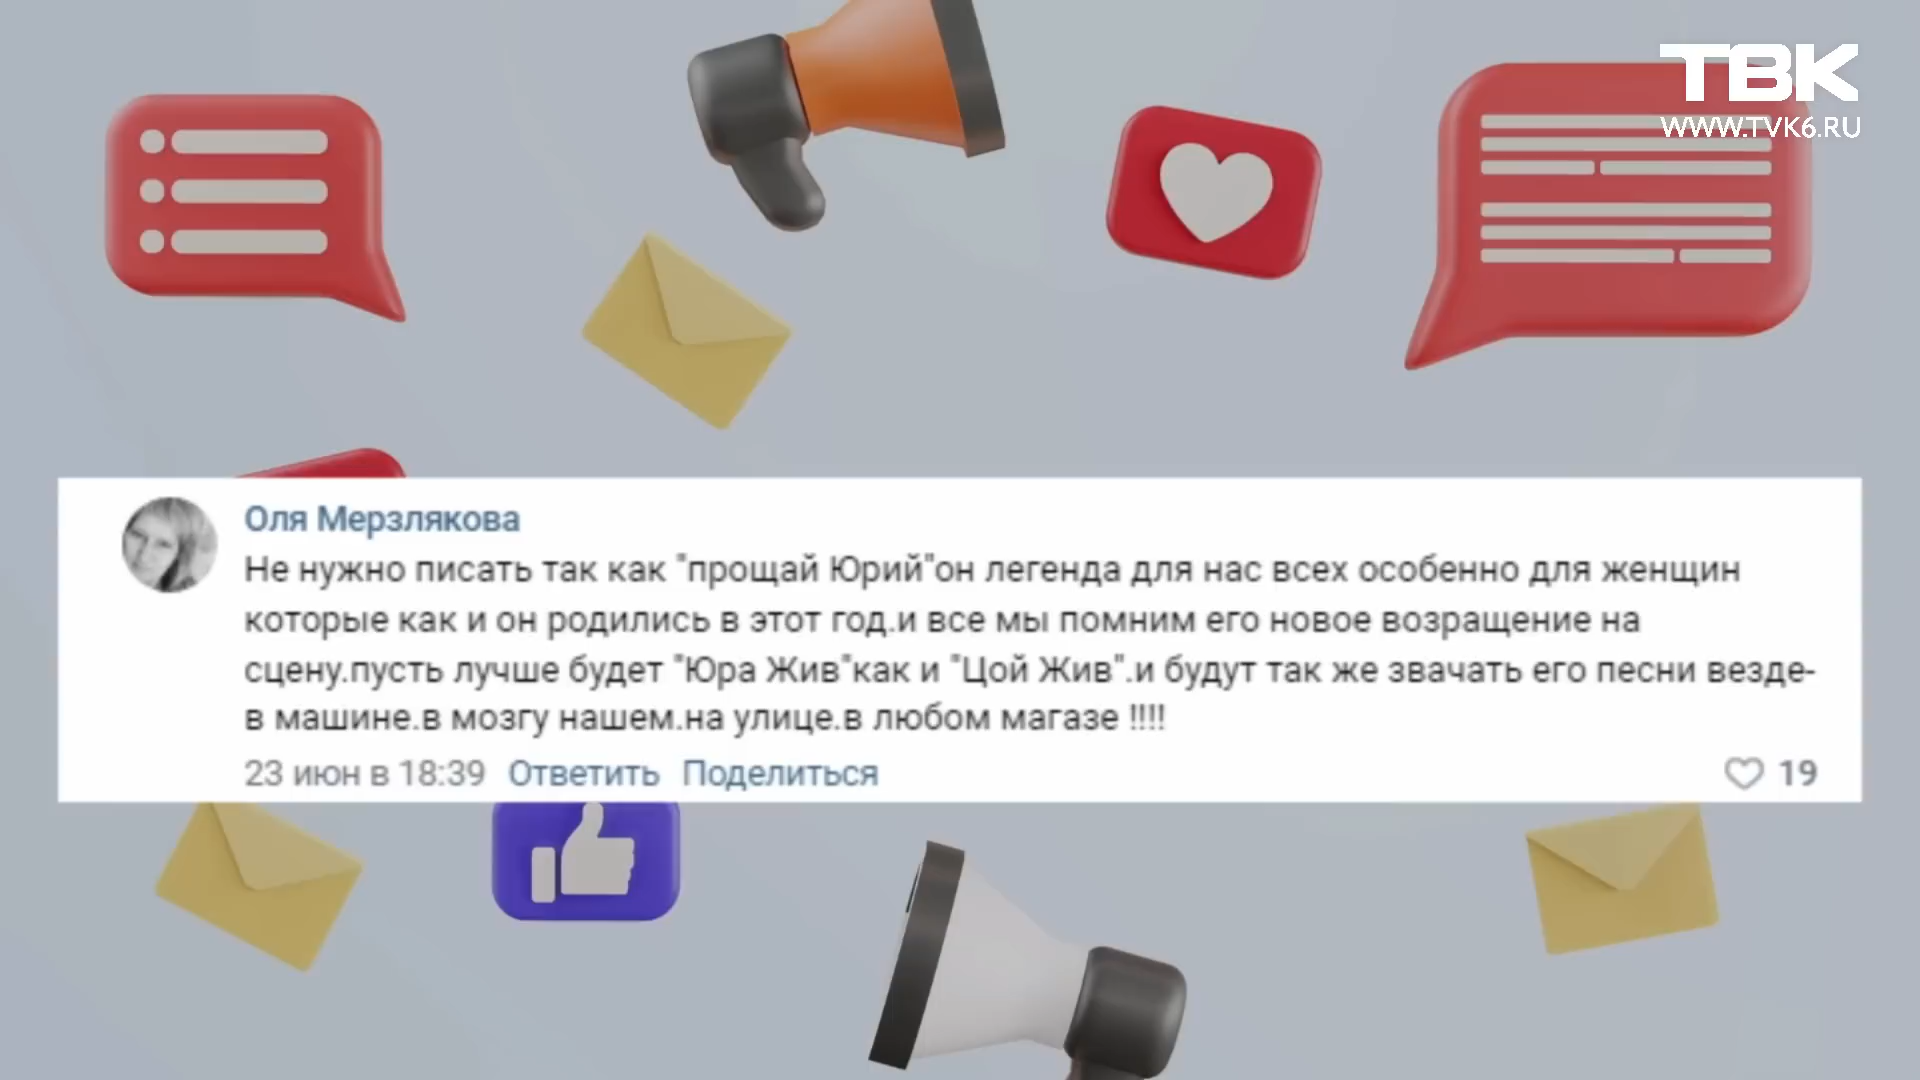 ТВК
WWW.TVK6.RU
Оля Мерзлякова
Не нужно писать так как "прощай Юрий"он легенда для нас всех особенно для женщин
которые как и он родились в этот год.и все мы помним его новое возращение на
сцену.пусть лучше будет "Юра Жив"как и "Цой Жив".и будут так же звачать его песни везде-
в машине.в мозгу нашем.на улице.в любом магазе !!!!
23 июн в 18:39 Ответить Поделиться 19